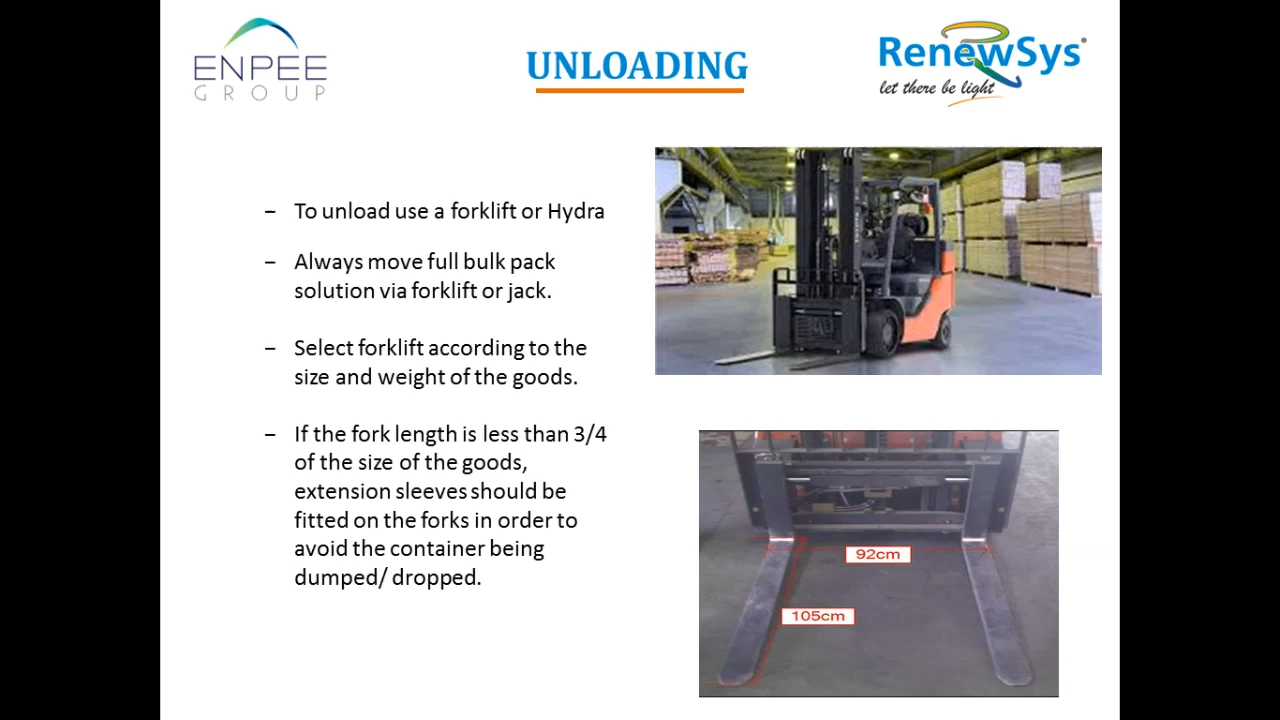 ENPEE
GROUP
UNLOADING
RenewSys
let there be light
– To unload use a forklift or Hydra
– Always move full bulk pack
solution via forklift or jack.
– Select forklift according to the
size and weight of the goods.
– If the fork length is less than 3/4
of the size of the goods,
extension sleeves should be
fitted on the forks in order to
avoid the container being
dumped/ dropped.
92cm
105cm